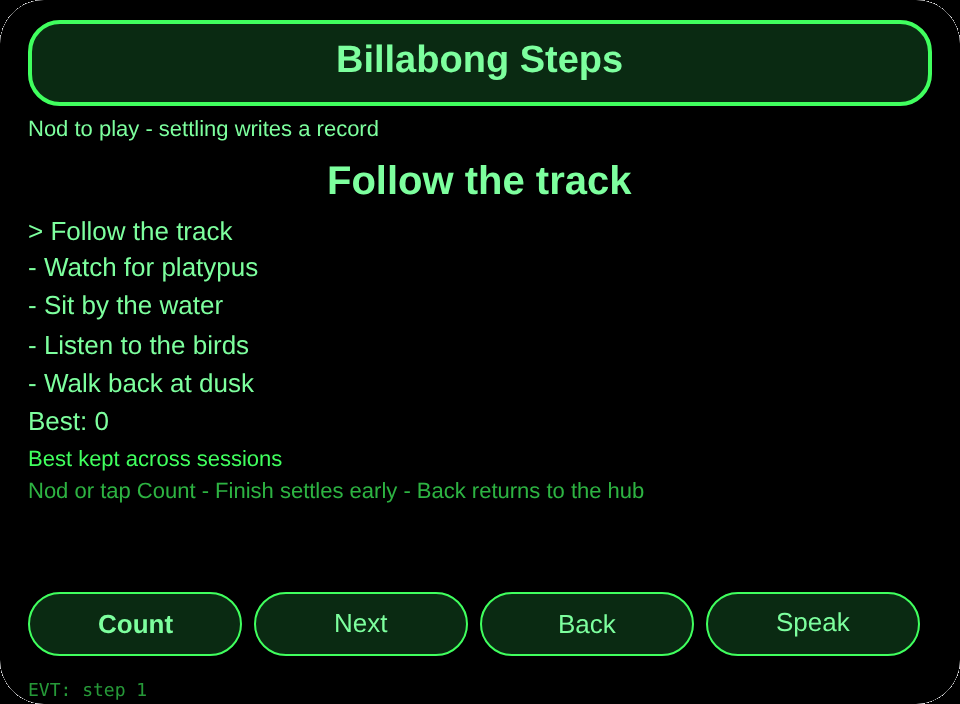 Billabong Steps
Nod to play - settling writes a record
Follow the track
> Follow the track
- Watch for platypus
- Sit by the water
- Listen to the birds
- Walk back at dusk
Best: 0
Best kept across sessions
Nod or tap Count - Finish settles early - Back returns to the hub
Count
Next
Back
Speak
EVT: step 1